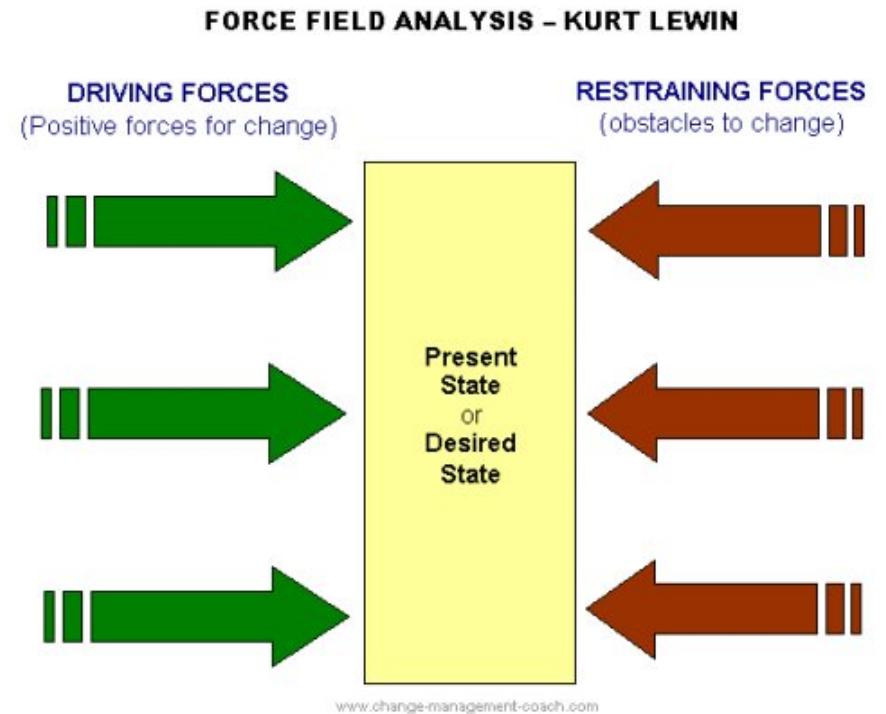 FORCE FIELD ANALYSIS – KURT LEWIN
DRIVING FORCES
(Positive forces for change)
RESTRAINING FORCES
(obstacles to change)
Present
State
or
Desired
State
www.change-management-coach.com